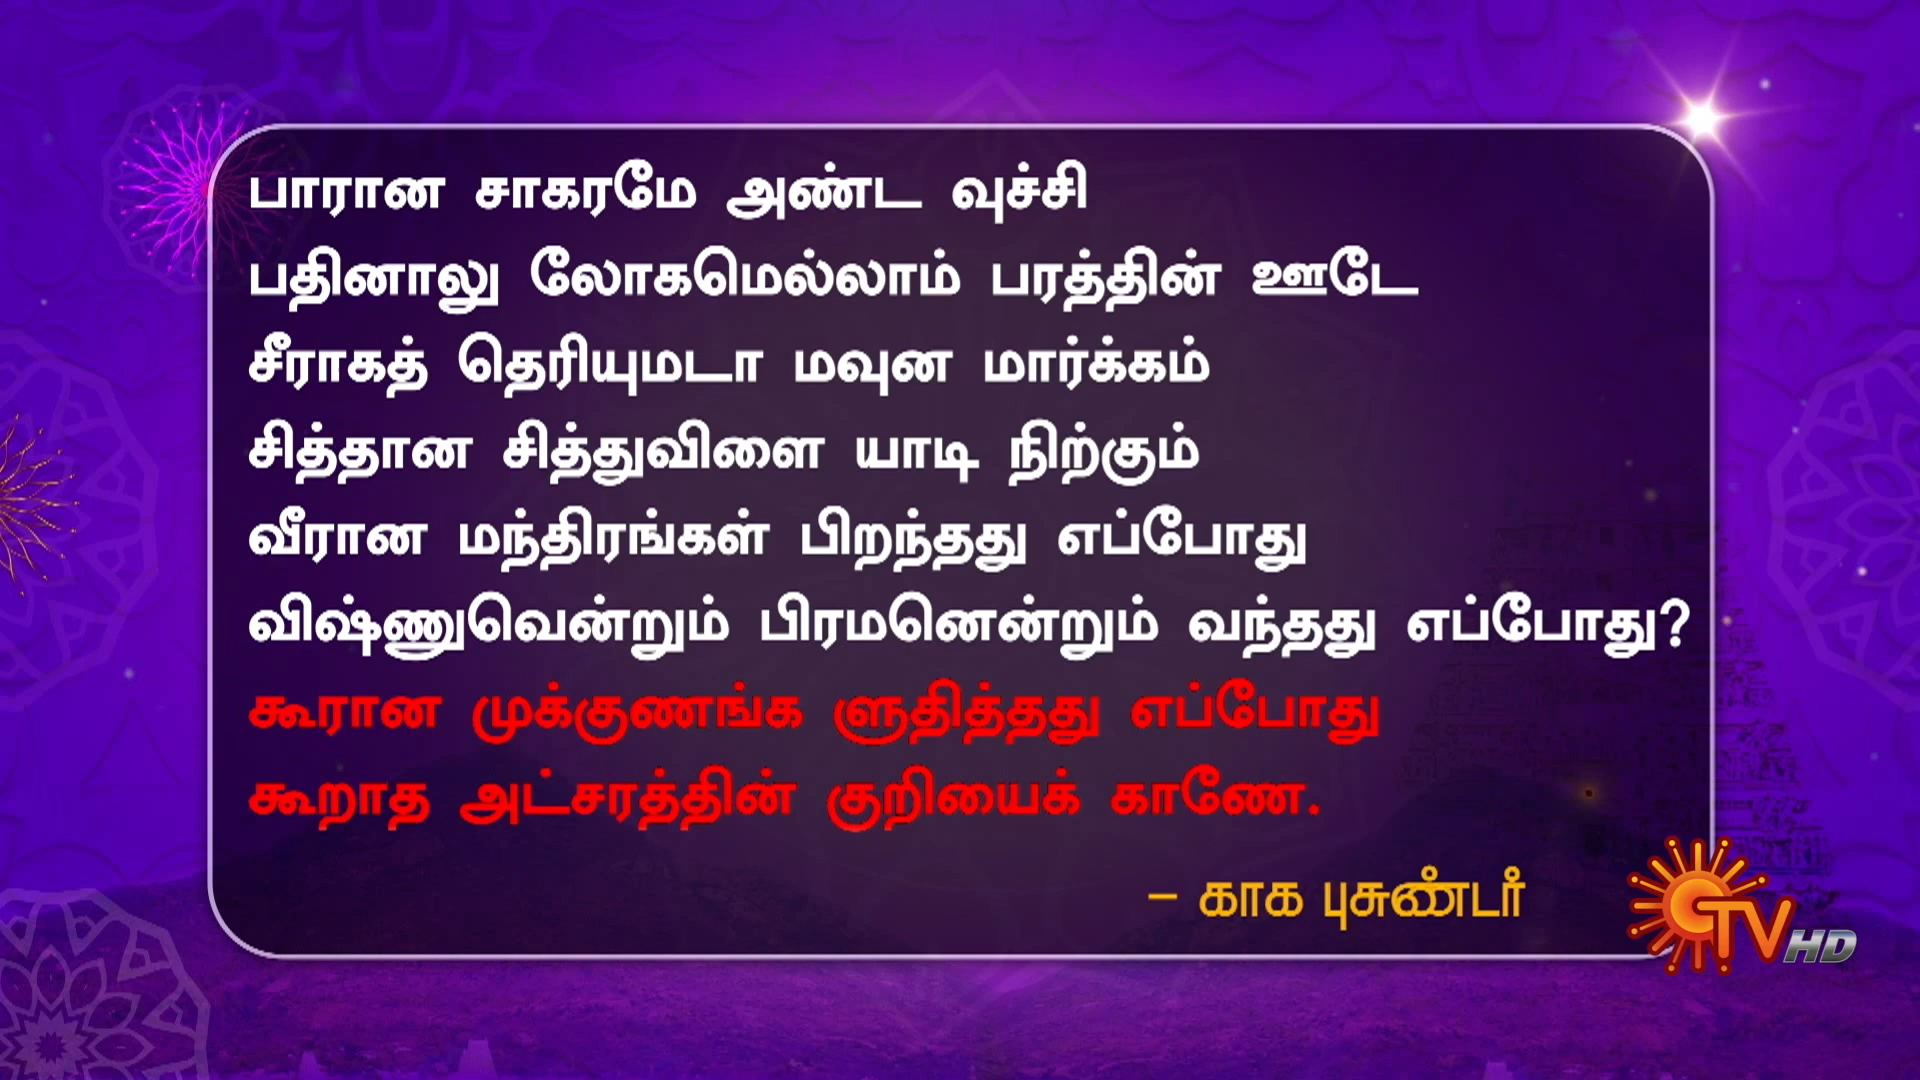 பாரான சாகரமே அண்ட வுச்சி
பதினாலு லோகமெல்லாம் பரத்தின் ஊடே
சீராகத் தெரியுமடா மவுன மார்க்கம்
சித்தான சித்துவிளை யாடி நிற்கும்
வீரான மந்திரங்கள் பிறந்தது எப்போது
விஷ்ணுவென்றும் பிரமனென்றும் வந்தது எப்போது?
கூரான முக்குணங்க ளுதித்தது எப்போது
கூறாத அட்சரத்தின் குறியைக் காணே.
– காக புசுண்டர்
TV HD